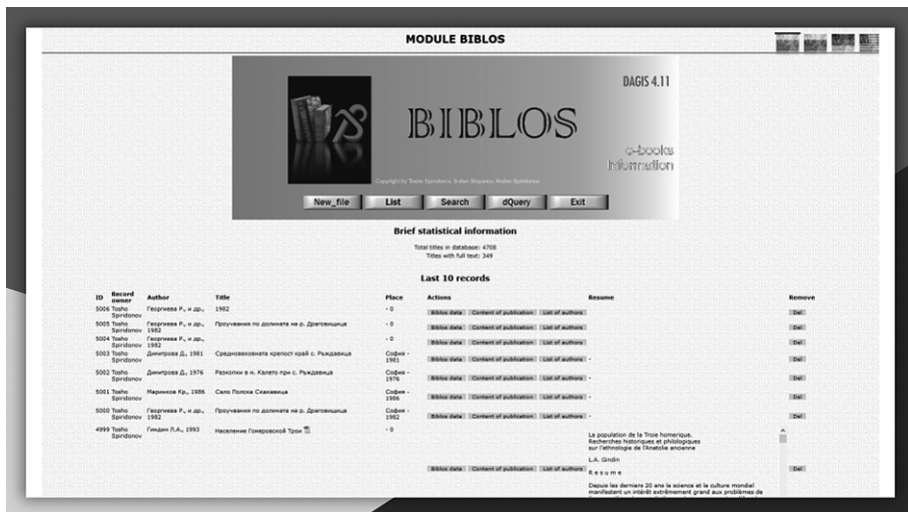 MODULE BIBLOS
DAGIS 4.11
BIBLOS
e-books
information
Copyright by Tosho Spiridonov,
New_file List Search dQuery Exit
Brief statistical information
Total titles in database: 4708
Titles with full text: 349
Last 10 records
ID Record owner Author Title Place Actions Resume Remove
5006 Tosho Spiridonov Георгиева Р., и др., 1982 - 0 Biblos data Content of publication List of authors Del
5005 Tosho Spiridonov Георгиева Р., и др., 1982 Проучвания по долината на р. Драговищица - 0 Biblos data Content of publication List of authors Del
5004 Tosho Spiridonov Георгиева Р., и др., 1982 - 0 Biblos data Content of publication List of authors Del
5003 Tosho Spiridonov Димитрова Д., 1981 Средновековната крепост край с. Рыждавица София - 1981 Biblos data Content of publication List of authors - Del
5002 Tosho Spiridonov Димитрова Д., 1976 Разкопки в м. Калето при с. Рыждавица София - 1976 Biblos data Content of publication List of authors - Del
5001 Tosho Spiridonov Маринков Кр., 1986 Село Полска Скакавица София - 1986 Biblos data Content of publication List of authors - Del
5000 Tosho Spiridonov Георгиева Р., и др., 1982 Проучвания по долината на р. Драговищица София - 1982 Biblos data Content of publication List of authors - Del
4999 Tosho Spiridonov Гиндин Л.А., 1993 Население Гомеровской Трои - 0
La population de la Troie homerique.
Recherches historiques et philologiques
sur l'ethnologie de l'Anatolie ancienne
L.A. Gindin
Biblos data Content of publication List of authors R e s u m e Del
Depuis les derniers 20 ans la science et la culture mondial
manifestent un intérêt extrêmement grand aux problèmes de